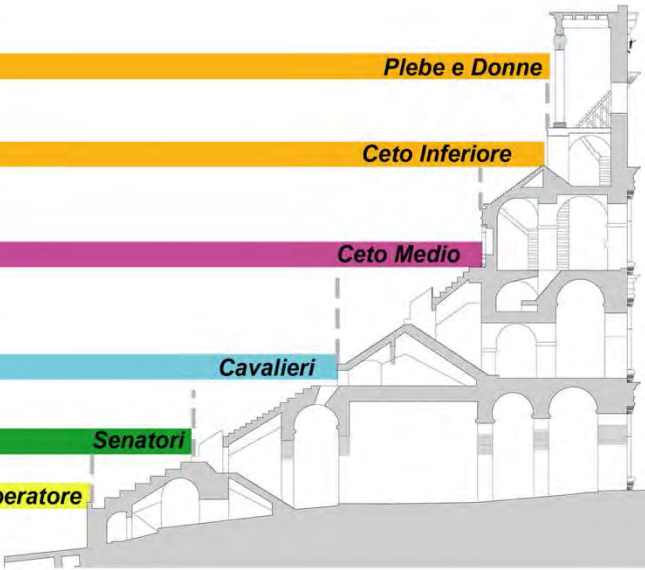 Plebe e Donne
Ceto Inferiore
Ceto Medio
Cavalieri
Senatori
peratore